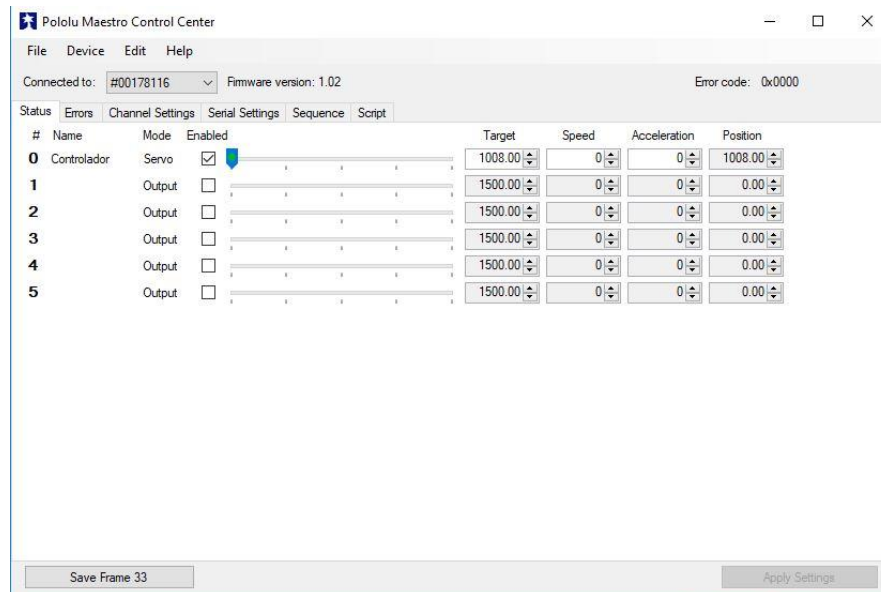 Pololu Maestro Control Center
File Device Edit Help
Connected to: #00178116 Firmware version: 1.02 Error code: 0x0000
Status Errors Channel Settings Serial Settings Sequence Script
# Name Mode Enabled Target Speed Acceleration Position
0 Controlador Servo 1008.00 0 0 1008.00
1 Output 1500.00 0 0 0.00
2 Output 1500.00 0 0 0.00
3 Output 1500.00 0 0 0.00
4 Output 1500.00 0 0 0.00
5 Output 1500.00 0 0 0.00
Save Frame 33 Apply Settings